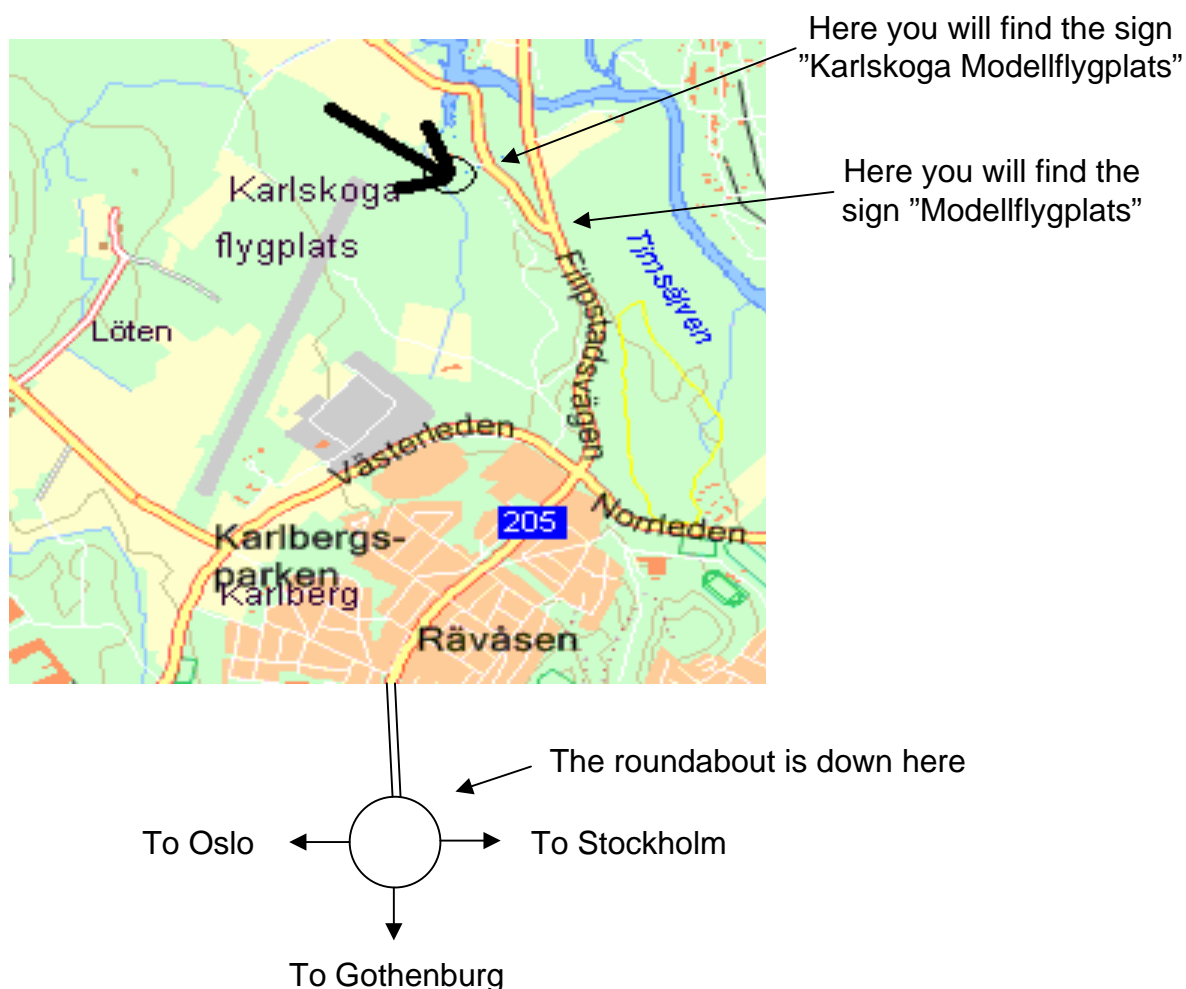 Here you will find the sign
”Karlskoga Modellflygplats”
Here you will find the
sign ”Modellflygplats”
Karlskoga
flygplats
Timsälven
Filipstadsvägen
Löten
Västerleden
205
Norrleden
Karlbergs-
parken
Karlberg
Rävåsen
The roundabout is down here
To Oslo
To Stockholm
To Gothenburg